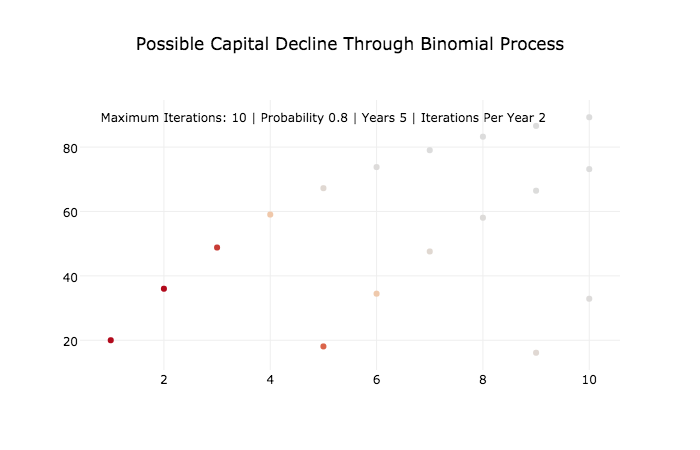 Possible Capital Decline Through Binomial Process
Maximum Iterations: 10 | Probability 0.8 | Years 5 | Iterations Per Year 2
80
60
40
20
2 4 6 8 10